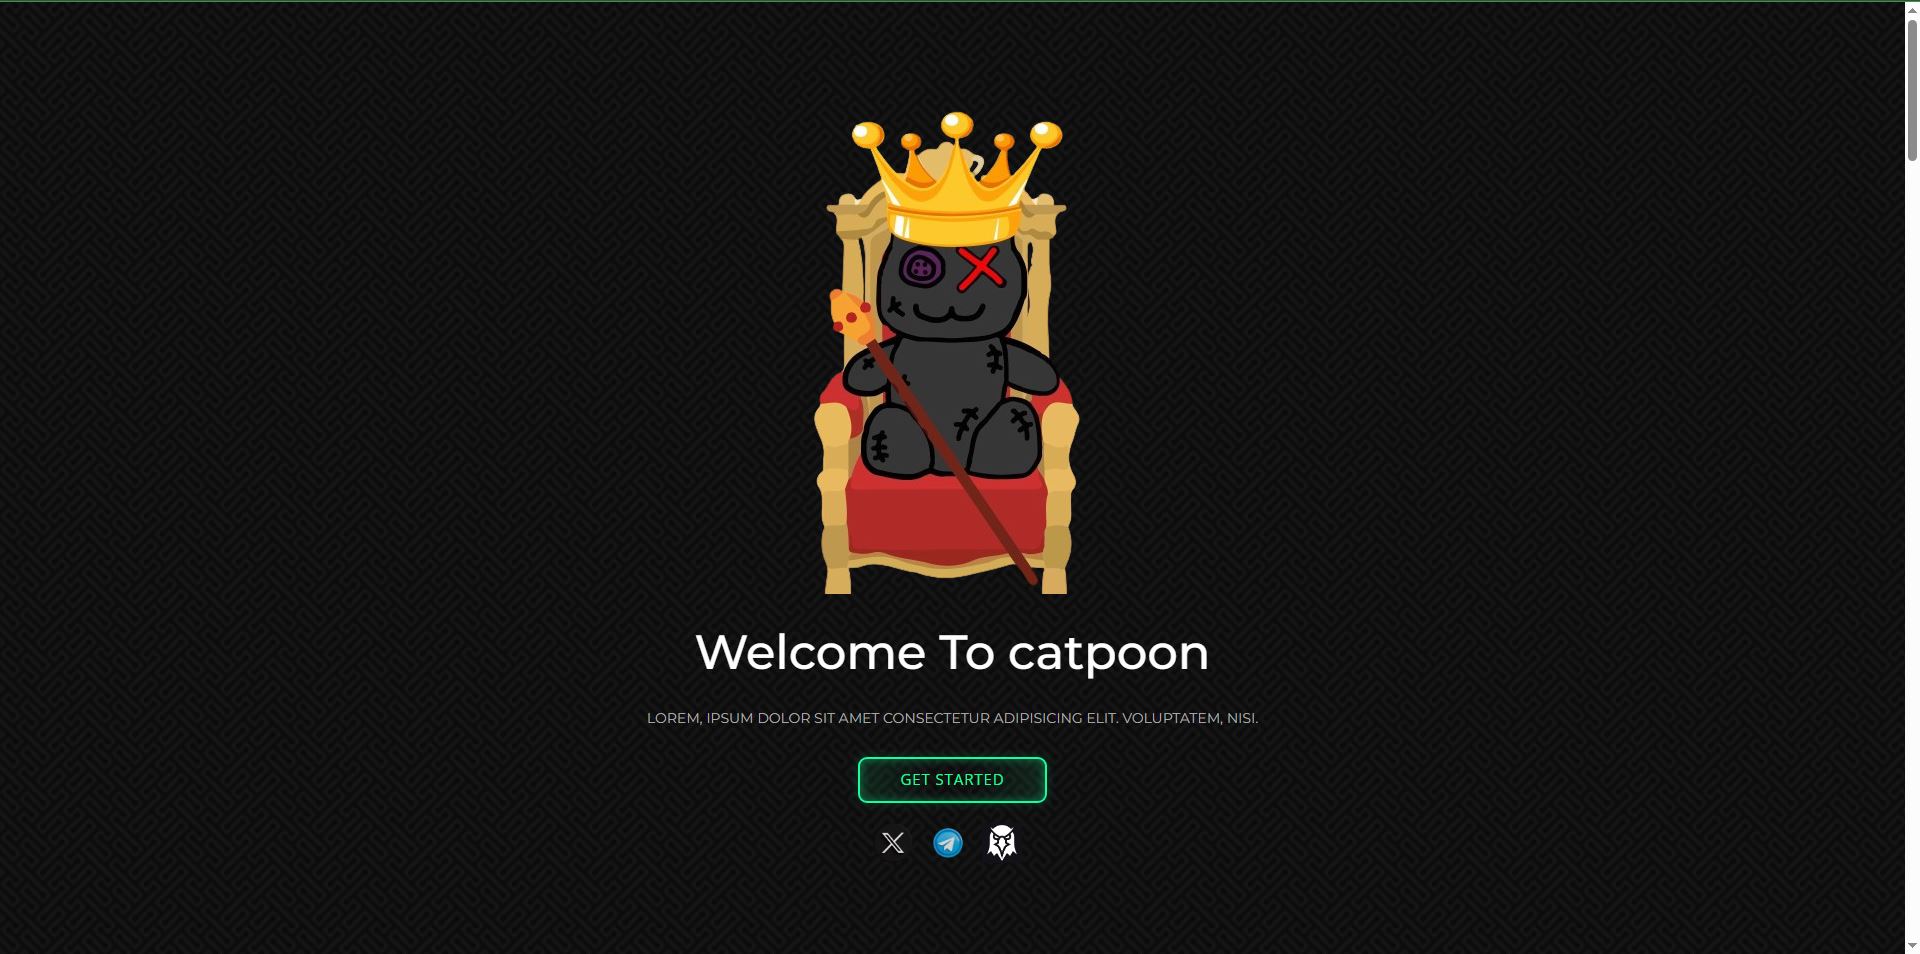 Welcome To catpoon
LOREM, IPSUM DOLOR SIT AMET CONSECTETUR ADIPISICING ELIT. VOLUPTATEM, NISI.
GET STARTED